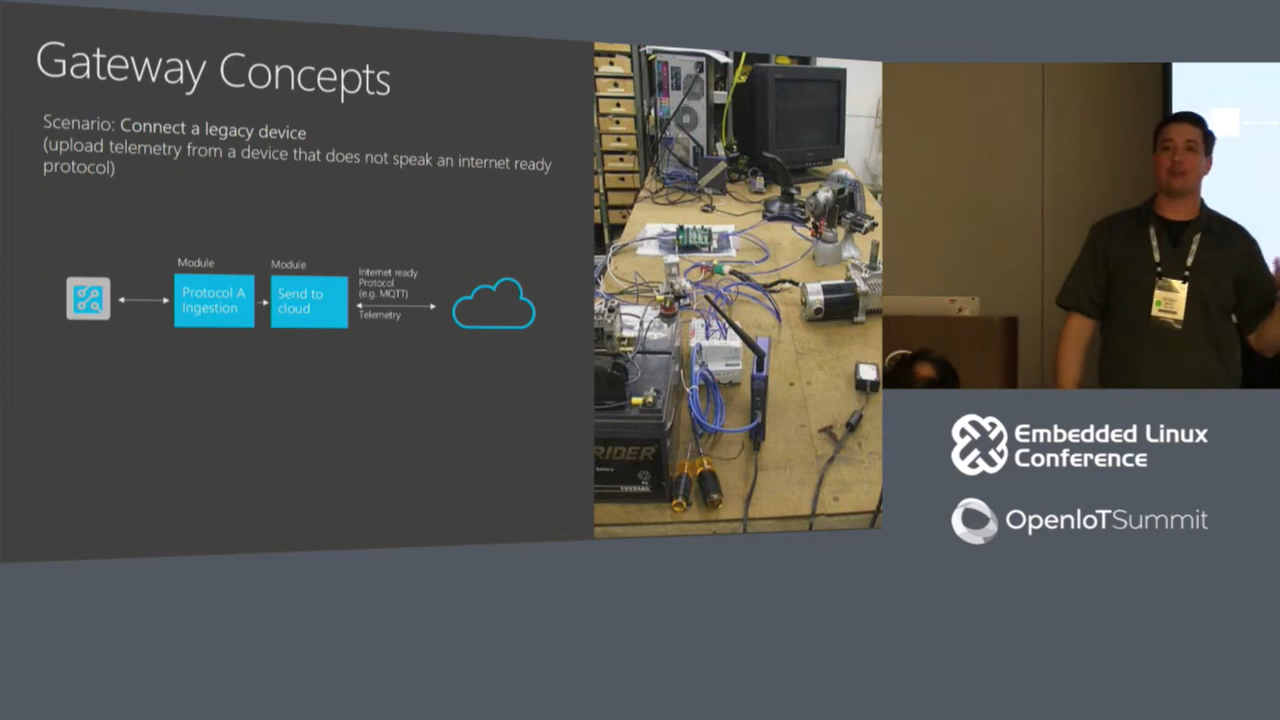 Gateway Concepts
Scenario: Connect a legacy device
(upload telemetry from a device that does not speak an internet ready
protocol)
Module
Module
Protocol A
Ingestion
Send to
cloud
Internet ready
Protocol
(e.g. MQTT)
Telemetry
RIDER
Embedded Linux
Conference
OpenIoTSummit